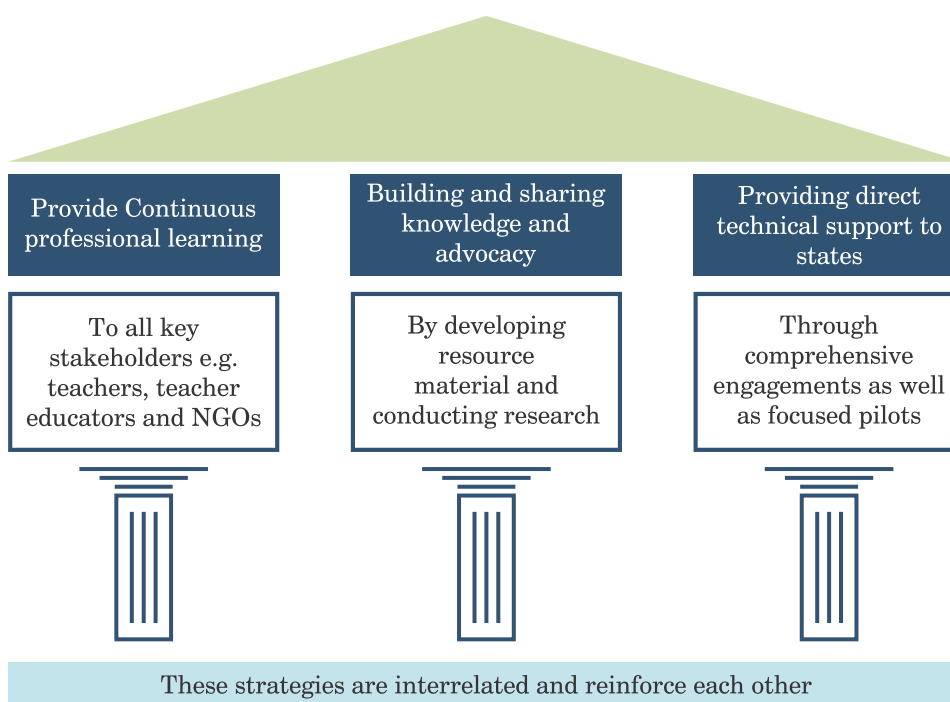 Provide Continuous
professional learning
To all key
stakeholders e.g.
teachers, teacher
educators and NGOs
Building and sharing
knowledge and
advocacy
By developing
resource
material and
conducting research
Providing direct
technical support to
states
Through
comprehensive
engagements as well
as focused pilots
These strategies are interrelated and reinforce each other